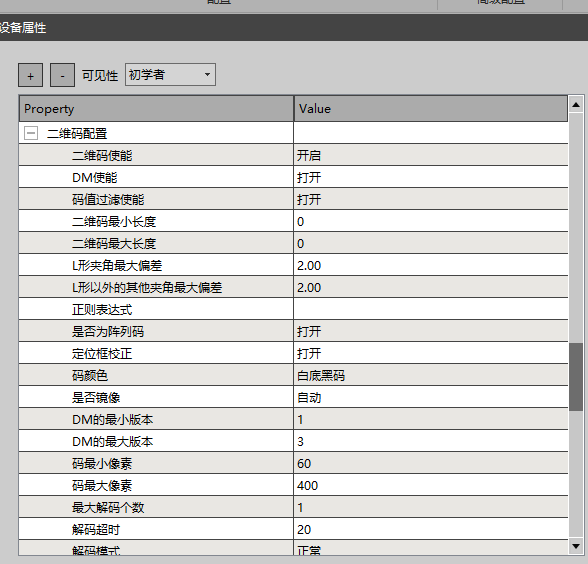 配置
高级配置
设备属性
+ - 可见性 初学者
Property Value
二维码配置
二维码使能 开启
DM使能 打开
码值过滤使能 打开
二维码最小长度 0
二维码最大长度 0
L形夹角最大偏差 2.00
L形以外的其他夹角最大偏差 2.00
正则表达式
是否为阵列码 打开
定位框校正 打开
码颜色 白底黑码
是否镜像 自动
DM的最小版本 1
DM的最大版本 3
码最小像素 60
码最大像素 400
最大解码个数 1
解码超时 20
解码模式 正常